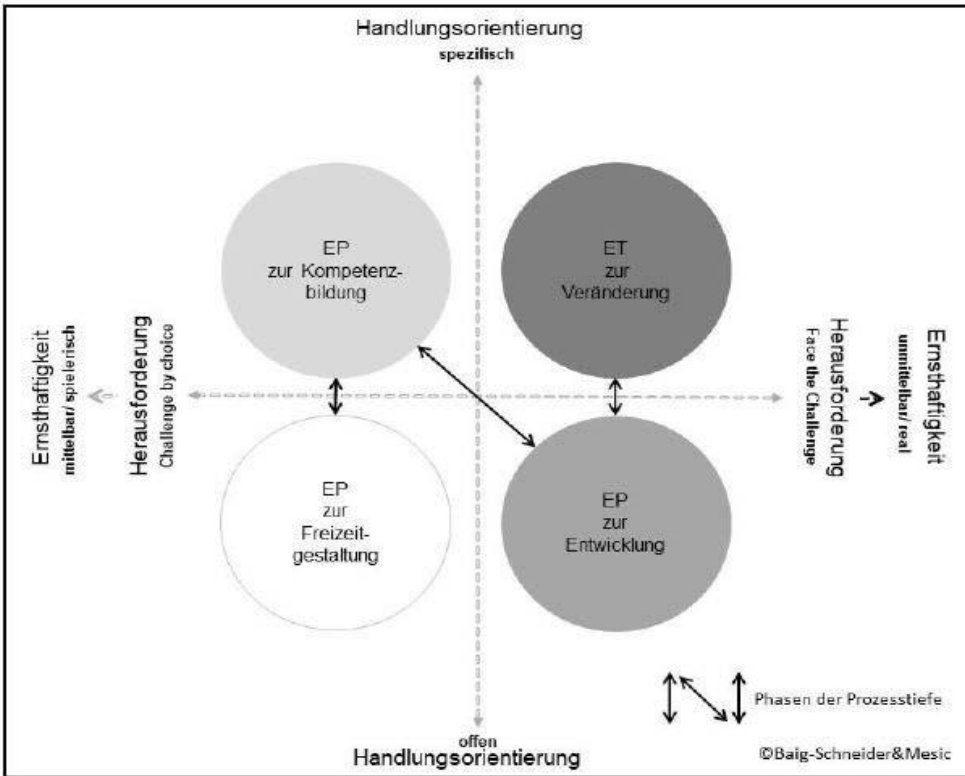 Handlungsorientierung
spezifisch
EP
zur Kompetenz-
bildung
ET
zur
Veränderung
Ernsthaftigkeit
mittelbar/ spielerisch
Herausforderung
Challenge by choice
Herausforderung
Face the Challenge
Ernsthaftigkeit
unmittelbar/ real
EP
zur
Freizeit-
gestaltung
EP
zur
Entwicklung
Phasen der Prozesstiefe
offen
Handlungsorientierung
©Baig-Schneider&Mesic